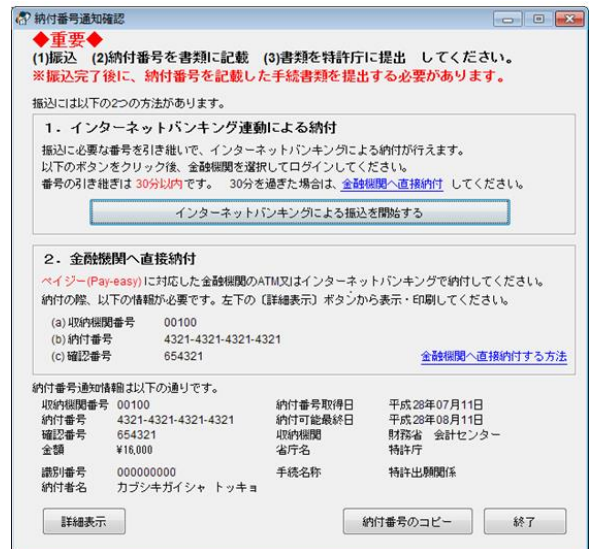 納付番号通知確認
◆重要◆
(1)振込 (2)納付番号を書類に記載 (3)書類を特許庁に提出 してください。
※振込完了後に、納付番号を記載した手続書類を提出する必要があります。
振込には以下の2つの方法があります。
1．インターネットバンキング連動による納付
振込に必要な番号を引き継いで、インターネットバンキングによる納付が行えます。
以下のボタンをクリック後、金融機関を選択してログインしてください。
番号の引き継ぎは 30分以内です。 30分を過ぎた場合は、金融機関へ直接納付 してください。
インターネットバンキングによる振込を開始する
2．金融機関へ直接納付
ペイジー(Pay-easy)に対応した金融機関のATM又はインターネットバンキングで納付してください。
納付の際、以下の情報が必要です。左下の〔詳細表示〕ボタンから表示・印刷してください。
(a)収納機関番号 00100
(b)納付番号 4321-4321-4321-4321
(c)確認番号 654321
金融機関へ直接納付する方法
納付番号通知情報は以下の通りです。
収納機関番号 00100 納付番号取得日 平成28年07月11日
納付番号 4321-4321-4321-4321 納付可能最終日 平成28年08月11日
確認番号 654321 収納機関 財務省 会計センター
金額 ¥16,000 省庁名 特許庁
識別番号 000000000 手続名称 特許出願関係
納付者名 カブシキガイシャ トッキョ
詳細表示 納付番号のコピー 終了